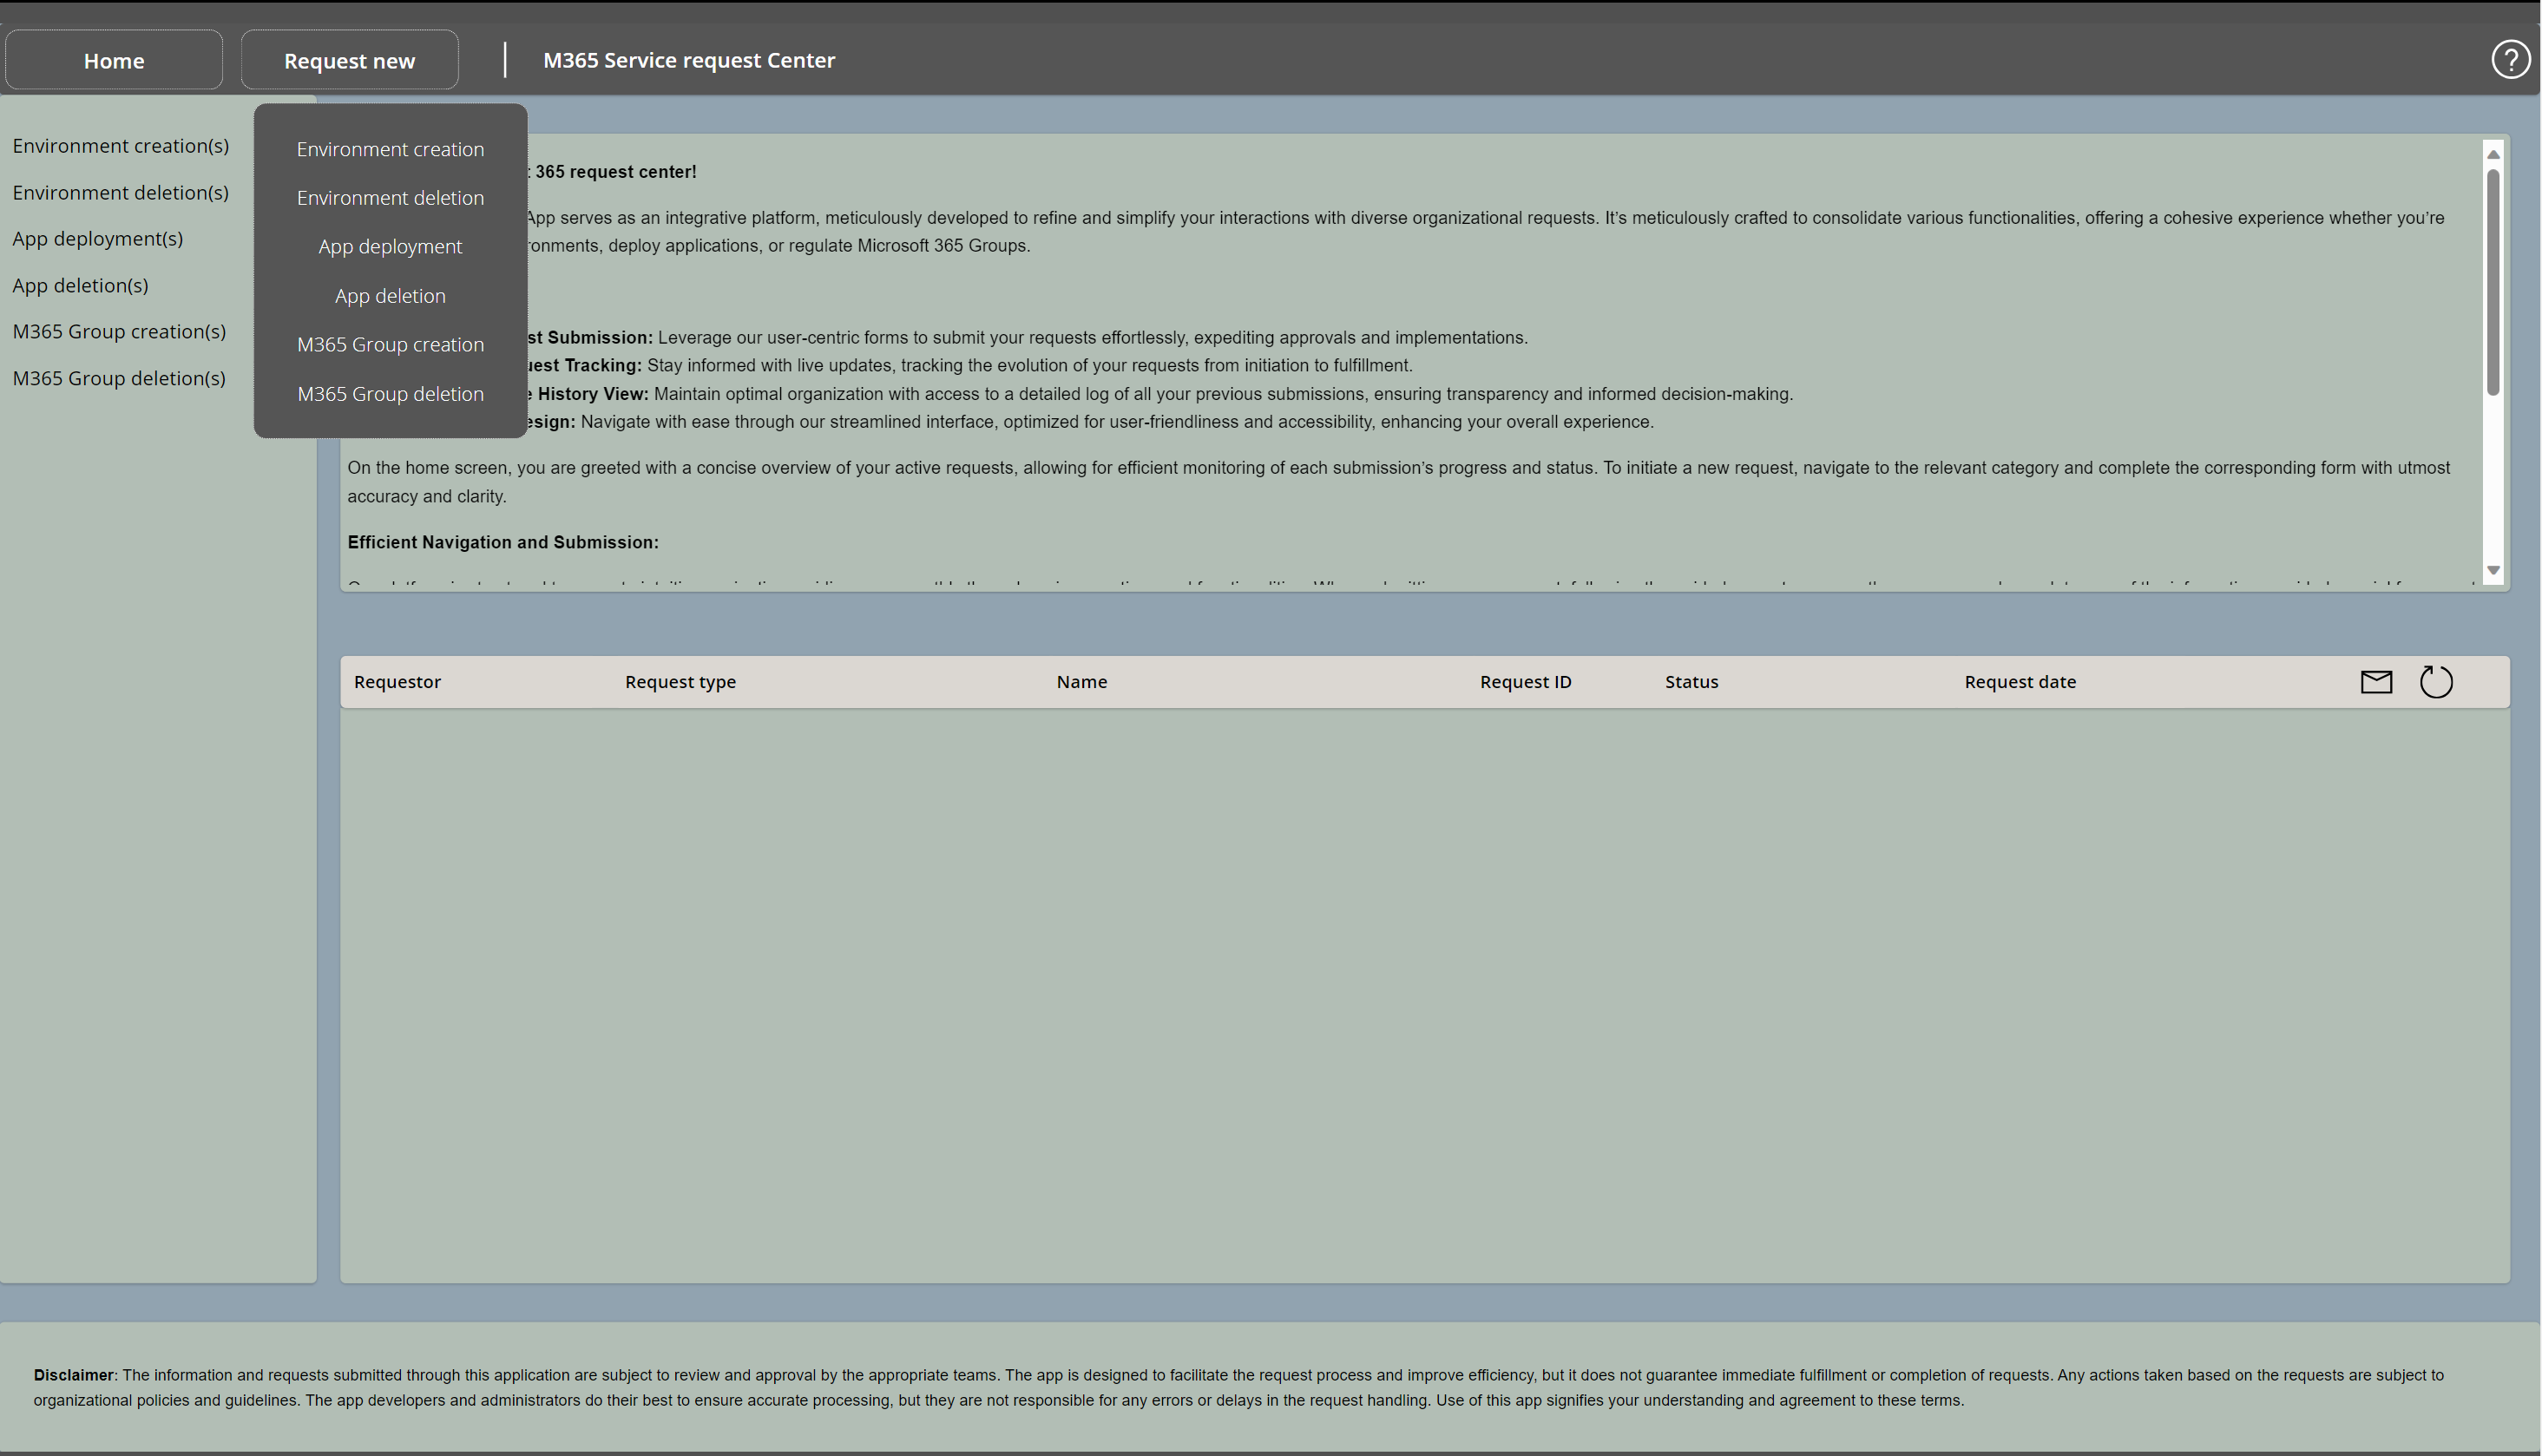 Home
Request new
M365 Service request Center
?
Environment creation(s)
Environment deletion(s)
App deployment(s)
App deletion(s)
M365 Group creation(s)
M365 Group deletion(s)
Environment creation
Environment deletion
App deployment
App deletion
M365 Group creation
M365 Group deletion
365 request center!
App serves as an integrative platform, meticulously developed to refine and simplify your interactions with diverse organizational requests. It’s meticulously crafted to consolidate various functionalities, offering a cohesive experience whether you’re
deploy applications, or regulate Microsoft 365 Groups.
Submission: Leverage our user-centric forms to submit your requests effortlessly, expediting approvals and implementations.
Tracking: Stay informed with live updates, tracking the evolution of your requests from initiation to fulfillment.
History View: Maintain optimal organization with access to a detailed log of all your previous submissions, ensuring transparency and informed decision-making.
Navigate with ease through our streamlined interface, optimized for user-friendliness and accessibility, enhancing your overall experience.
On the home screen, you are greeted with a concise overview of your active requests, allowing for efficient monitoring of each submission’s progress and status. To initiate a new request, navigate to the relevant category and complete the corresponding form with utmost
accuracy and clarity.
Efficient Navigation and Submission:
Requestor
Request type
Name
Request ID
Status
Request date
Disclaimer: The information and requests submitted through this application are subject to review and approval by the appropriate teams. The app is designed to facilitate the request process and improve efficiency, but it does not guarantee immediate fulfillment or completion of requests. Any actions taken based on the requests are subject to
organizational policies and guidelines. The app developers and administrators do their best to ensure accurate processing, but they are not responsible for any errors or delays in the request handling. Use of this app signifies your understanding and agreement to these terms.